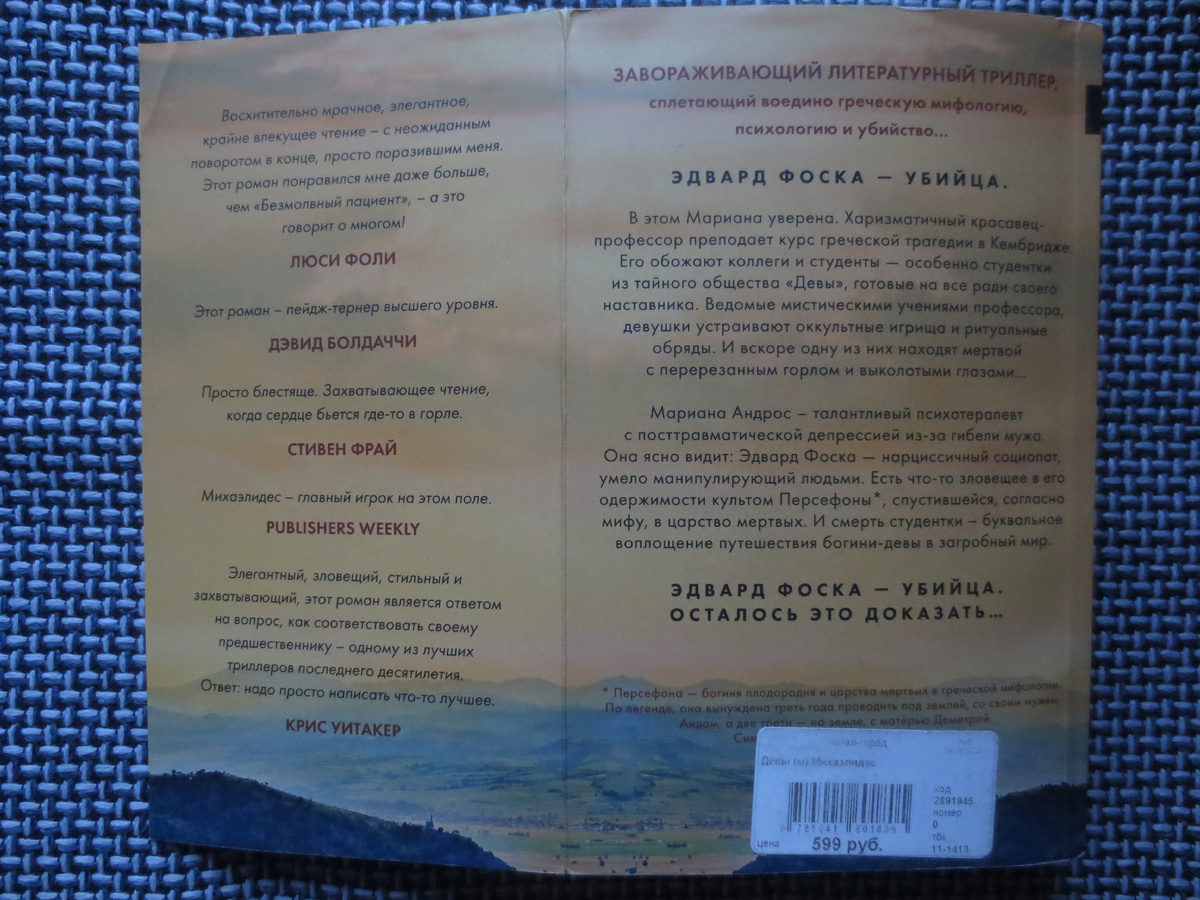 Восхитительно мрачное, элегантное,
крайне влекущее чтение – с неожиданным
поворотом в конце, просто поразившим меня.
Этот роман понравился мне даже больше,
чем «Безмолвный пациент», – а это
говорит о многом!
ЛЮСИ ФОЛИ
Этот роман – пейдж-тернер высшего уровня.
ДЭВИД БОЛДАЧЧИ
Просто блестяще. Захватывающее чтение,
когда сердце бьется где-то в горле.
СТИВЕН ФРАЙ
Михаэлидес – главный игрок на этом поле.
PUBLISHERS WEEKLY
Элегантный, зловещий, стильный и
захватывающий, этот роман является ответом
на вопрос, как соответствовать своему
предшественнику – одному из лучших
триллеров последнего десятилетия.
Ответ: надо просто написать что-то лучшее.
КРИС УИТАКЕР
ЗАВОРАЖИВАЮЩИЙ ЛИТЕРАТУРНЫЙ ТРИЛЛЕР,
сплетающий воедино греческую мифологию,
психологию и убийство...
ЭДВАРД ФОСКА — УБИЙЦА.
В этом Мариана уверена. Харизматичный красавец-
профессор преподает курс греческой трагедии в Кембридже.
Его обожают коллеги и студенты — особенно студентки
из тайного общества «Девы», готовые на все ради своего
наставника. Ведомые мистическими учениями профессора,
девушки устраивают оккультные игрища и ритуальные
обряды. И вскоре одну из них находят мертвой
с перерезанным горлом и выколотыми глазами...
Мариана Андрос – талантливый психотерапевт
с посттравматической депрессией из-за гибели мужа.
Она ясно видит: Эдвард Фоска — нарциссичный социопат,
умело манипулирующий людьми. Есть что-то зловещее в его
одержимости культом Персефоны*, спустившейся, согласно
мифу, в царство мертвых. И смерть студентки – буквальное
воплощение путешествия богини-девы в загробный мир.
ЭДВАРД ФОСКА — УБИЙЦА.
ОСТАЛОСЬ ЭТО ДОКАЗАТЬ...
* Персефона — богиня плодородия и царства мертвых в греческой мифологии.
По легенде, она вынуждена треть года проводить под землей, со своим мужем
Аидом, а две трети — на земле, с матерью Деметрой.
Девы (м) Михаэлидес
код
2891945
номер
0
тбк
11-1413
цена 599 руб.